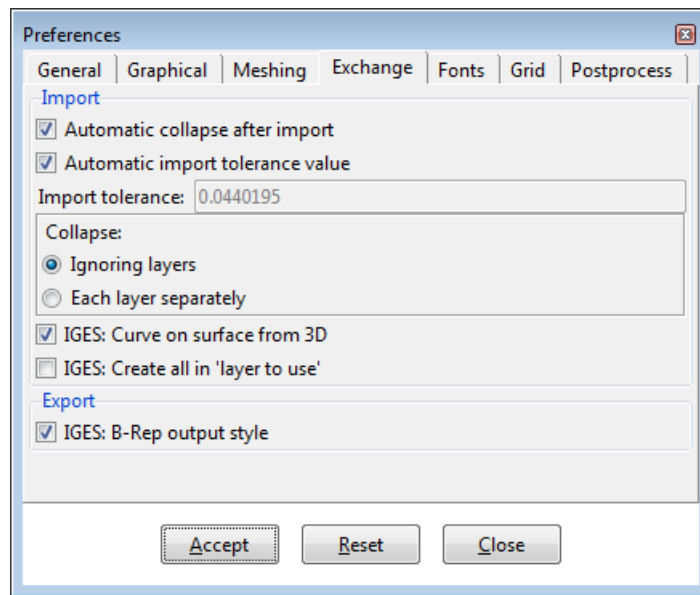 Preferences
General Graphical Meshing Exchange Fonts Grid Postprocess
Import
Automatic collapse after import
Automatic import tolerance value
Import tolerance: 0.0440195
Collapse:
Ignoring layers
Each layer separately
IGES: Curve on surface from 3D
IGES: Create all in 'layer to use'
Export
IGES: B-Rep output style
Accept Reset Close